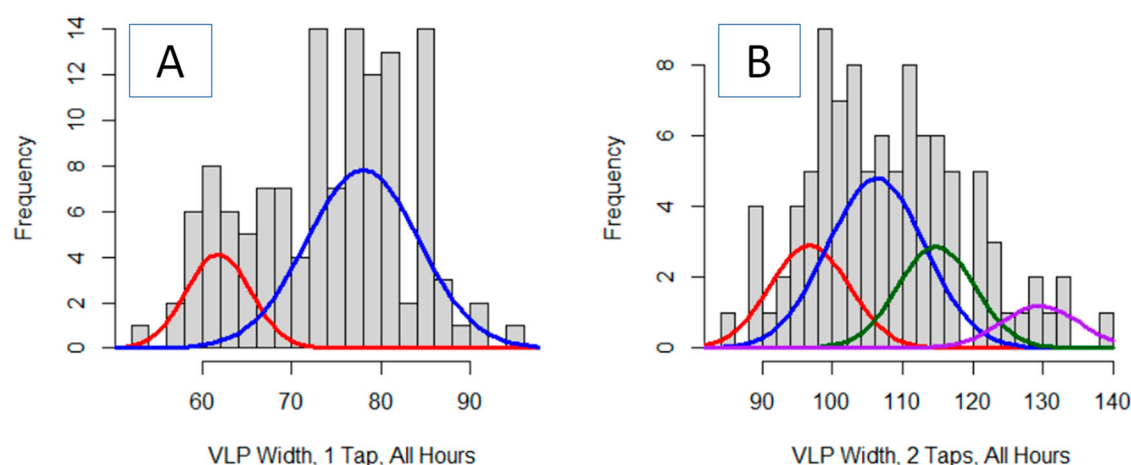 A
Frequency
14
12
10
8
6
4
2
0
60 70 80 90
VLP Width, 1 Tap, All Hours
B
Frequency
8
6
4
2
0
90 100 110 120 130 140
VLP Width, 2 Taps, All Hours